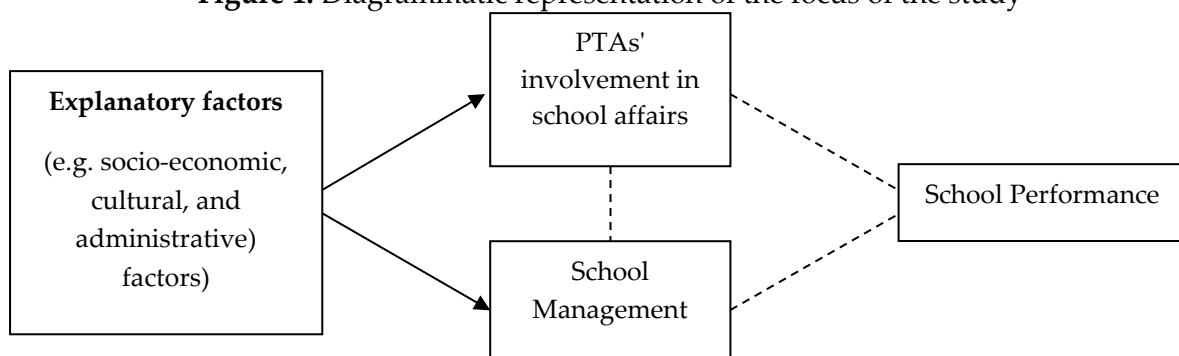 Figure 1. Diagrammatic representation of the focus of the study
PTAs'
involvement in
school affairs
Explanatory factors
(e.g. socio-economic,
cultural, and
administrative)
factors)
School Performance
School
Management